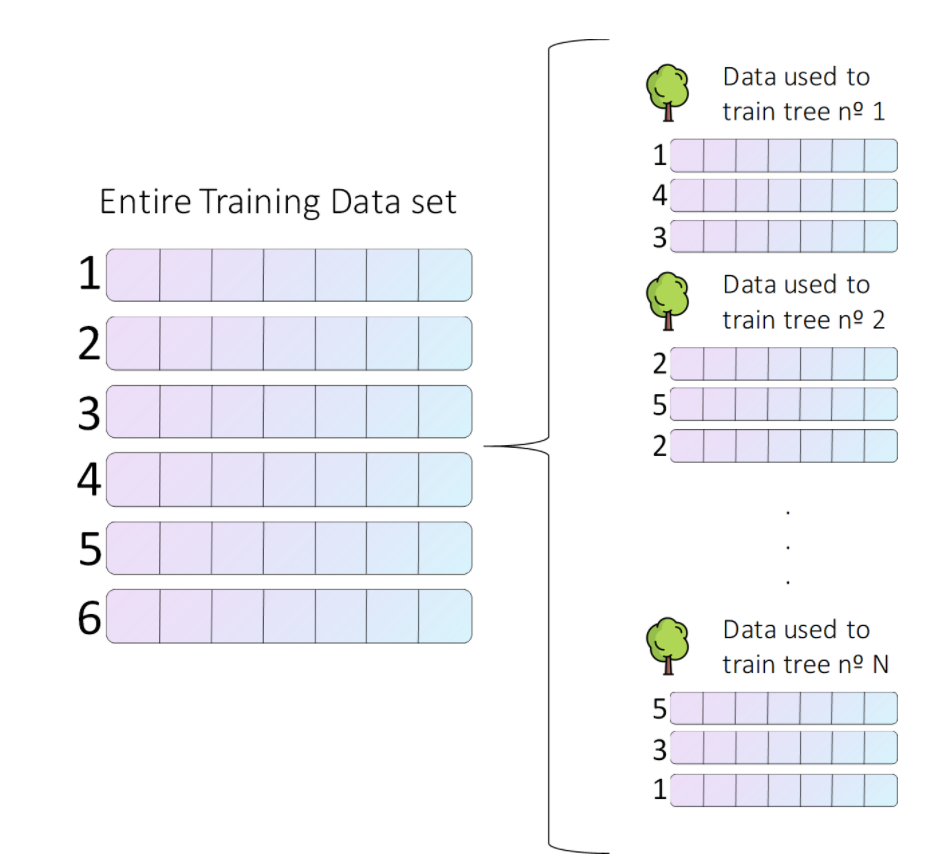 Entire Training Data set
1
2
3
4
5
6
Data used to
train tree nº 1
1
4
3
Data used to
train tree nº 2
2
5
2
.
.
.
Data used to
train tree nº N
5
3
1